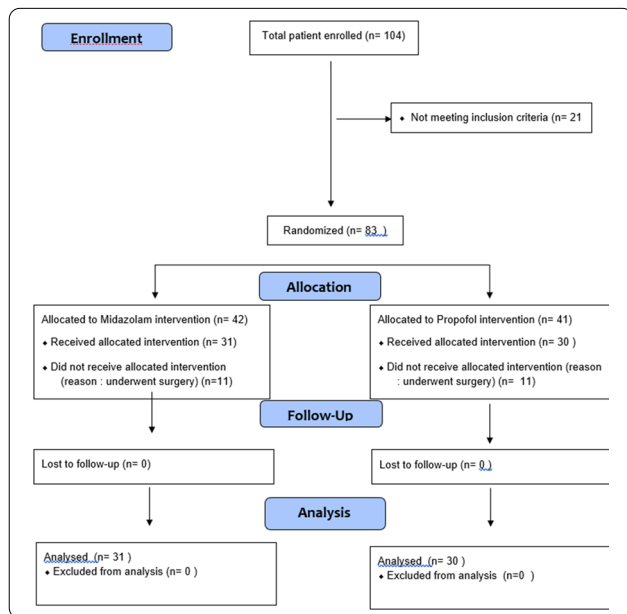 Enrollment
Total patient enrolled (n= 104)
⬥ Not meeting inclusion criteria (n= 21
Randomized (n= 83 )
Allocation
Allocated to Midazolam intervention (n= 42)
⬥ Received allocated intervention (n= 31)
⬥ Did not receive allocated intervention
(reason : underwent surgery) (n=11)
Allocated to Propofol intervention (n= 41)
⬥ Received allocated intervention (n= 30 )
⬥ Did not receive allocated intervention (reason
: underwent surgery) (n= 11)
Follow-Up
Lost to follow-up (n= 0)
Lost to follow-up (n= 0 )
Analysis
Analysed (n= 31 )
⬥ Excluded from analysis (n= 0 )
Analysed (n= 30 )
⬥ Excluded from analysis (n=0 )